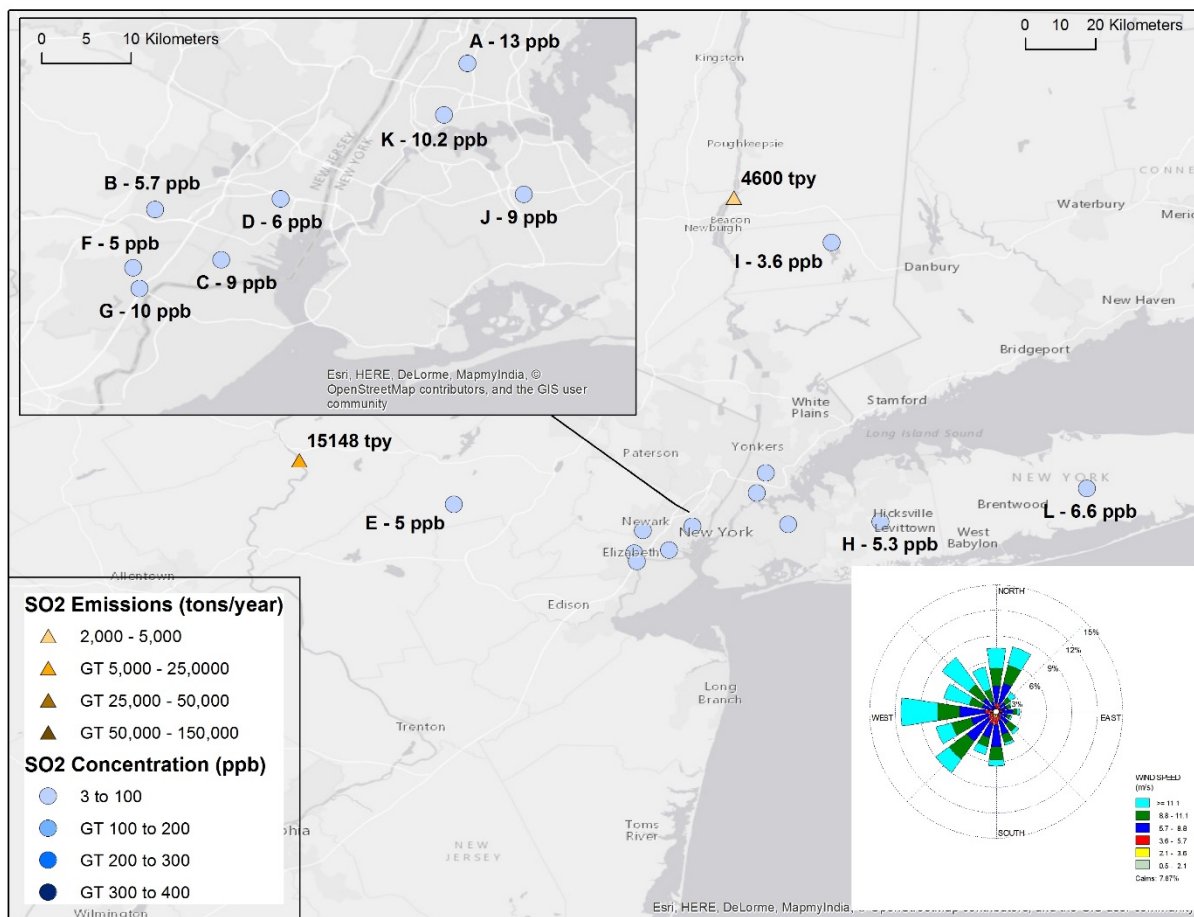 0 5 10 Kilometers
A - 13 ppb
K - 10.2 ppb
NEW JERSEY
NEW YORK
B - 5.7 ppb
D - 6 ppb
J - 9 ppb
F - 5 ppb
C - 9 ppb
G - 10 ppb
Esri, HERE, DeLorme, MapmyIndia, ©
OpenStreetMap contributors, and the GIS user
community
0 10 20 Kilometers
Kingston
Poughkeepsie
4600 tpy
CONNE
Waterbury
Meri
Beacon
Newburgh
I - 3.6 ppb
Danbury
New Haven
Bridgeport
White
Plains
Stamford
15148 tpy
Paterson
Yonkers
Long Island Sound
NEW YORK
E - 5 ppb
Newark
New York
Hicksville
Levittown
Brentwood
L - 6.6 ppb
West
Babylon
H - 5.3 ppb
Elizabeth
Allentown
Edison
Long
Branch
Trenton
Toms
River
NEW
JERSEY
phia
Wilmington
SO2 Emissions (tons/year)
2,000 - 5,000
GT 5,000 - 25,0000
GT 25,000 - 50,000
GT 50,000 - 150,000
SO2 Concentration (ppb)
3 to 100
GT 100 to 200
GT 200 to 300
GT 300 to 400
NORTH
15%
12%
9%
6%
3%
WEST
EAST
SOUTH
WIND SPEED
(m/s)
>= 11.1
8.8 - 11.1
5.7 - 8.8
3.6 - 5.7
2.1 - 3.6
0.5 - 2.1
Calms: 7.87%
Esri, HERE, DeLorme, MapmyIndia, © OpenStreetMap contributors, and the GIS user community